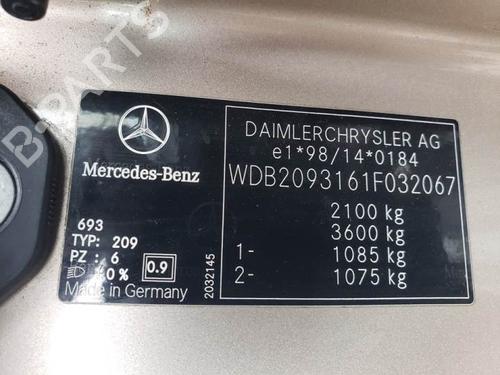 B-PARTS
Mercedes-Benz
DAIMLERCHRYSLER AG
e1*98/14*0184
WDB2093161F032067
2100 kg
3600 kg
1- 1085 kg
2- 1075 kg
693
TYP: 209
PZ : 6
0 %
0.9
Made in Germany
2032145